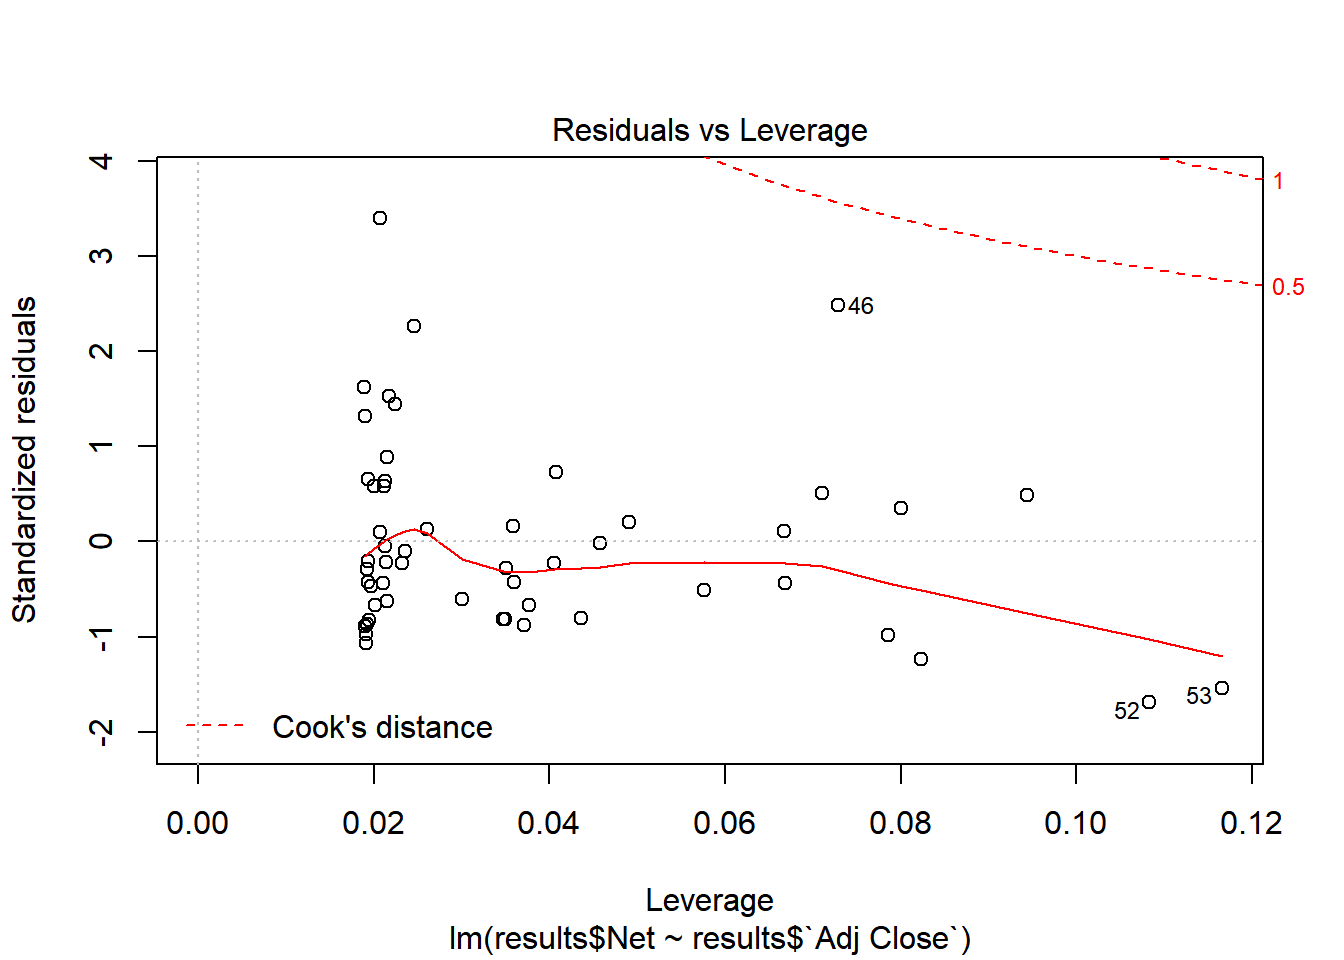 Residuals vs Leverage
4
3
2
1
0
-1
-2
Standardized residuals
1
0.5
46
52
53
Cook's distance
0.00 0.02 0.04 0.06 0.08 0.10 0.12
Leverage
lm(results$Net ~ results$`Adj Close`)